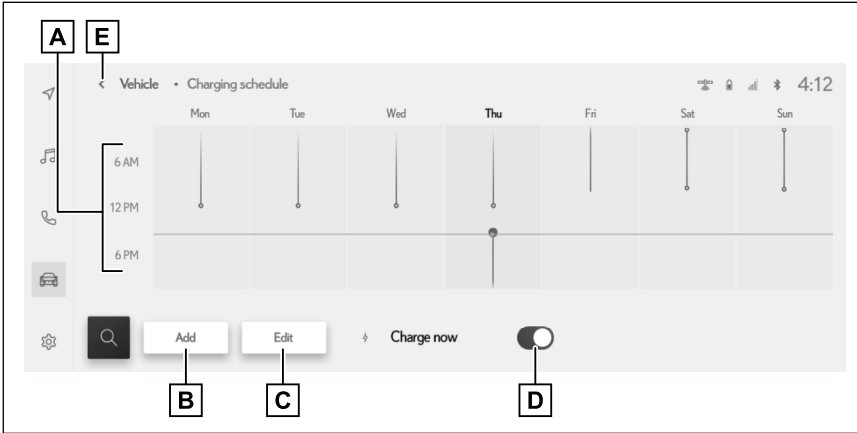 A E
Vehicle • Charging schedule 4:12
Mon Tue Wed Thu Fri Sat Sun
6 AM
12 PM
6 PM
Add Edit Charge now
B C D